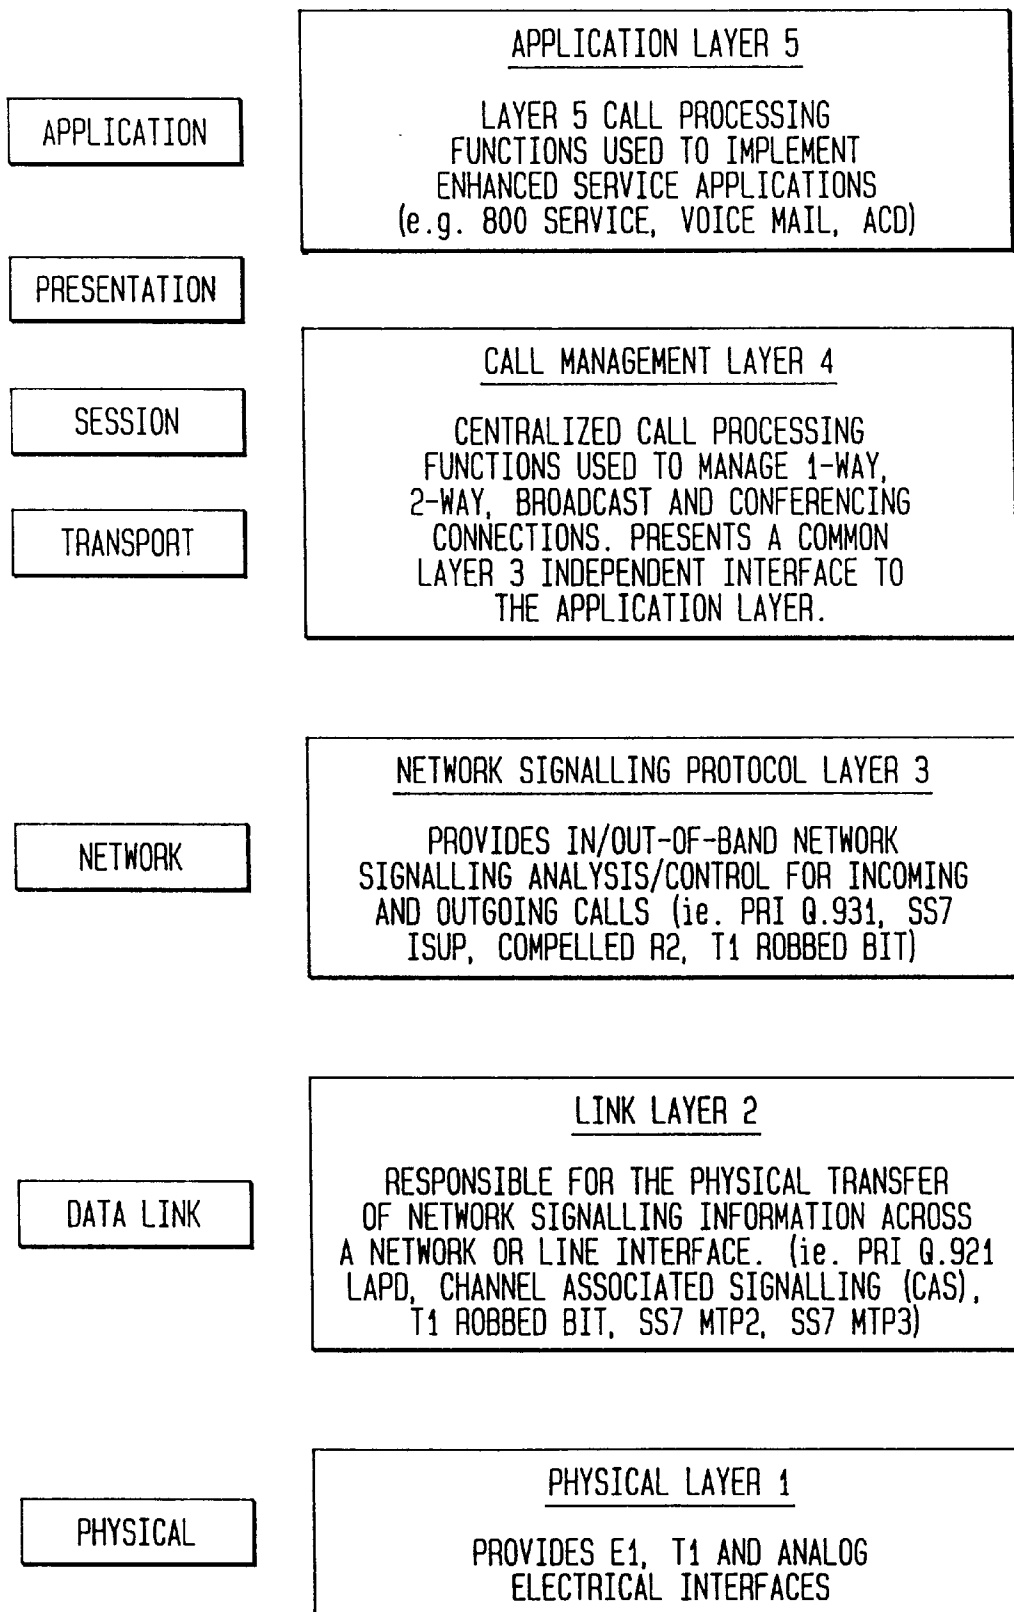 APPLICATION LAYER 5
APPLICATION
LAYER 5 CALL PROCESSING
FUNCTIONS USED TO IMPLEMENT
ENHANCED SERVICE APPLICATIONS
(e.g. 800 SERVICE, VOICE MAIL, ACD)
PRESENTATION
SESSION
TRANSPORT
CALL MANAGEMENT LAYER 4
CENTRALIZED CALL PROCESSING
FUNCTIONS USED TO MANAGE 1-WAY,
2-WAY, BROADCAST AND CONFERENCING
CONNECTIONS. PRESENTS A COMMON
LAYER 3 INDEPENDENT INTERFACE TO
THE APPLICATION LAYER.
NETWORK
NETWORK SIGNALLING PROTOCOL LAYER 3
PROVIDES IN/OUT-OF-BAND NETWORK
SIGNALLING ANALYSIS/CONTROL FOR INCOMING
AND OUTGOING CALLS (ie. PRI Q.931, SS7
ISUP, COMPELLED R2, T1 ROBBED BIT)
DATA LINK
LINK LAYER 2
RESPONSIBLE FOR THE PHYSICAL TRANSFER
OF NETWORK SIGNALLING INFORMATION ACROSS
A NETWORK OR LINE INTERFACE. (ie. PRI Q.921
LAPD, CHANNEL ASSOCIATED SIGNALLING (CAS),
T1 ROBBED BIT, SS7 MTP2, SS7 MTP3)
PHYSICAL
PHYSICAL LAYER 1
PROVIDES E1, T1 AND ANALOG
ELECTRICAL INTERFACES